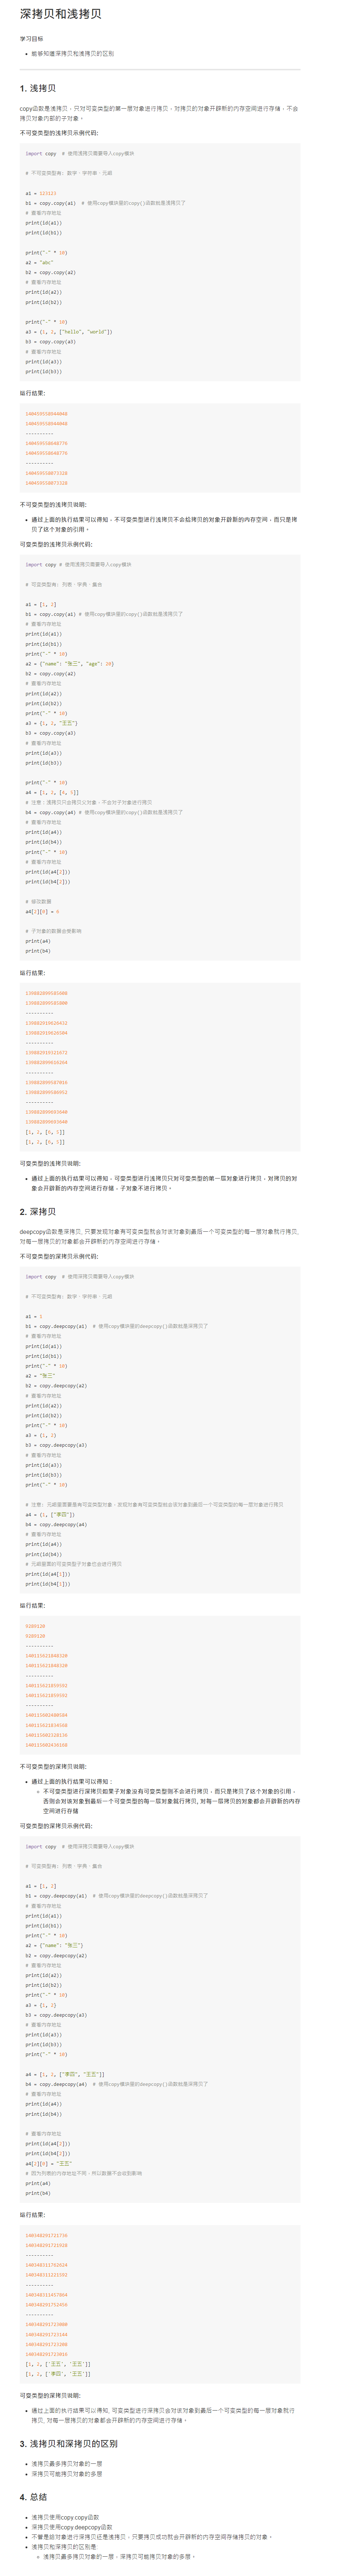 深拷贝和浅拷贝
学习目标
能够知道深拷贝和浅拷贝的区别
1. 浅拷贝
copy函数是浅拷贝，只对可变类型的第一层对象进行拷贝，对拷贝的对象开辟新的内存空间进行存储，不会
拷贝对象内部的子对象。
不可变类型的浅拷贝示例代码:
import copy # 使用浅拷贝需要导入copy模块
# 不可变类型有: 数字、字符串、元组
a1 = 123123
b1 = copy.copy(a1) # 使用copy模块里的copy()函数就是浅拷贝了
# 查看内存地址
print(id(a1))
print(id(b1))
print("-" * 10)
a2 = "abc"
b2 = copy.copy(a2)
# 查看内存地址
print(id(a2))
print(id(b2))
print("-" * 10)
a3 = (1, 2, ["hello", "world"])
b3 = copy.copy(a3)
# 查看内存地址
print(id(a3))
print(id(b3))
运行结果:
----------
----------
不可变类型的浅拷贝说明:
通过上面的执行结果可以得知，不可变类型进行浅拷贝不会给拷贝的对象开辟新的内存空间，而只是拷
贝了这个对象的引用。
可变类型的浅拷贝示例代码:
import copy # 使用浅拷贝需要导入copy模块
# 可变类型有: 列表、字典、集合
a1 = [1, 2]
b1 = copy.copy(a1) # 使用copy模块里的copy()函数就是浅拷贝了
# 查看内存地址
print(id(a1))
print(id(b1))
print("-" * 10)
a2 = {"name": "张三", "age": 20}
b2 = copy.copy(a2)
# 查看内存地址
print(id(a2))
print(id(b2))
print("-" * 10)
a3 = {1, 2, "王五"}
b3 = copy.copy(a3)
# 查看内存地址
print(id(a3))
print(id(b3))
print("-" * 10)
a4 = [1, 2, [4, 5]]
# 注意：浅拷贝只会拷贝父对象，不会对子对象进行拷贝
b4 = copy.copy(a4) # 使用copy模块里的copy()函数就是浅拷贝了
# 查看内存地址
print(id(a4))
print(id(b4))
print("-" * 10)
# 查看内存地址
print(id(a4[2]))
print(id(b4[2]))
# 修改数据
a4[2][0] = 6
# 子对象的数据会受影响
print(a4)
print(b4)
运行结果:
----------
----------
----------
----------
[1, 2, [6, 5]]
[1, 2, [6, 5]]
可变类型的浅拷贝说明:
通过上面的执行结果可以得知，可变类型进行浅拷贝只对可变类型的第一层对象进行拷贝，对拷贝的对
象会开辟新的内存空间进行存储，子对象不进行拷贝。
2. 深拷贝
deepcopy函数是深拷贝, 只要发现对象有可变类型就会对该对象到最后一个可变类型的每一层对象就行拷贝,
对每一层拷贝的对象都会开辟新的内存空间进行存储。
不可变类型的深拷贝示例代码:
import copy # 使用深拷贝需要导入copy模块
# 不可变类型有: 数字、字符串、元组
a1 = 1
b1 = copy.deepcopy(a1) # 使用copy模块里的deepcopy()函数就是深拷贝了
# 查看内存地址
print(id(a1))
print(id(b1))
print("-" * 10)
a2 = "张三"
b2 = copy.deepcopy(a2)
# 查看内存地址
print(id(a2))
print(id(b2))
print("-" * 10)
a3 = (1, 2)
b3 = copy.deepcopy(a3)
# 查看内存地址
print(id(a3))
print(id(b3))
print("-" * 10)
# 注意: 元组里面要是有可变类型对象，发现对象有可变类型就会该对象到最后一个可变类型的每一层对象进行拷贝
a4 = (1, ["李四"])
b4 = copy.deepcopy(a4)
# 查看内存地址
print(id(a4))
print(id(b4))
# 元组里面的可变类型子对象也会进行拷贝
print(id(a4[1]))
print(id(b4[1]))
运行结果:
----------
----------
----------
不可变类型的深拷贝说明:
通过上面的执行结果可以得知：
不可变类型进行深拷贝如果子对象没有可变类型则不会进行拷贝，而只是拷贝了这个对象的引用，
否则会对该对象到最后一个可变类型的每一层对象就行拷贝, 对每一层拷贝的对象都会开辟新的内存
空间进行存储
可变类型的深拷贝示例代码:
import copy # 使用深拷贝需要导入copy模块
# 可变类型有: 列表、字典、集合
a1 = [1, 2]
b1 = copy.deepcopy(a1) # 使用copy模块里的deepcopy()函数就是深拷贝了
# 查看内存地址
print(id(a1))
print(id(b1))
print("-" * 10)
a2 = {"name": "张三"}
b2 = copy.deepcopy(a2)
# 查看内存地址
print(id(a2))
print(id(b2))
print("-" * 10)
a3 = {1, 2}
b3 = copy.deepcopy(a3)
# 查看内存地址
print(id(a3))
print(id(b3))
print("-" * 10)
a4 = [1, 2, ["李四", "王五"]]
b4 = copy.deepcopy(a4) # 使用copy模块里的deepcopy()函数就是深拷贝了
# 查看内存地址
print(id(a4))
print(id(b4))
# 查看内存地址
print(id(a4[2]))
print(id(b4[2]))
a4[2][0] = "王五"
# 因为列表的内存地址不同，所以数据不会收到影响
print(a4)
print(b4)
运行结果:
----------
----------
----------
[1, 2, ['王五', '王五']]
[1, 2, ['李四', '王五']]
可变类型的深拷贝说明:
通过上面的执行结果可以得知, 可变类型进行深拷贝会对该对象到最后一个可变类型的每一层对象就行
拷贝, 对每一层拷贝的对象都会开辟新的内存空间进行存储。
3. 浅拷贝和深拷贝的区别
浅拷贝最多拷贝对象的一层
深拷贝可能拷贝对象的多层
4. 总结
浅拷贝使用copy.copy函数
深拷贝使用copy.deepcopy函数
不管是给对象进行深拷贝还是浅拷贝，只要拷贝成功就会开辟新的内存空间存储拷贝的对象。
浅拷贝和深拷贝的区别是:
浅拷贝最多拷贝对象的一层，深拷贝可能拷贝对象的多层。